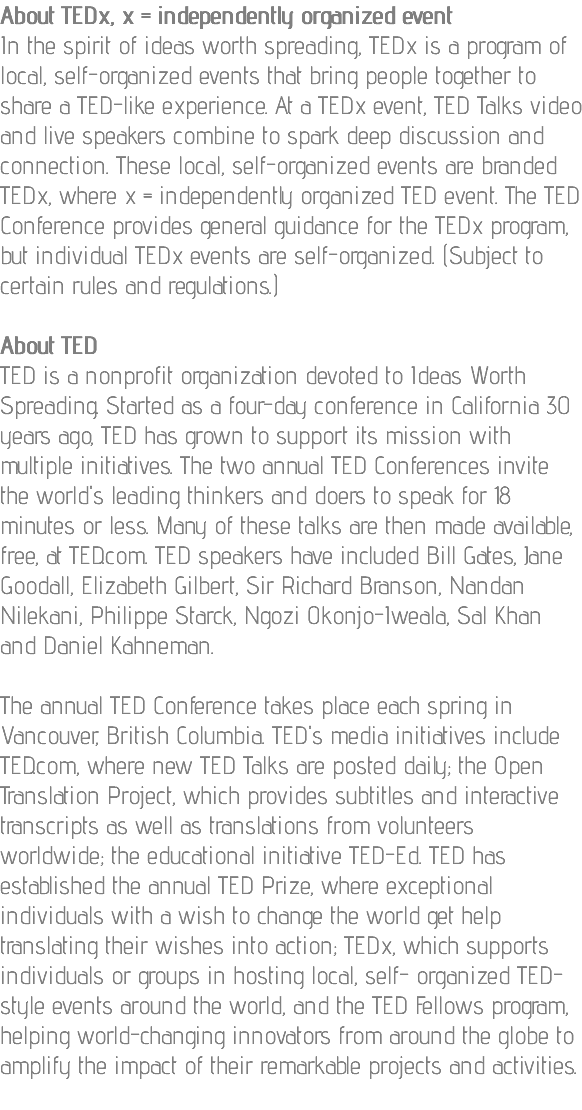 About TEDx, x = independently organized event
In the spirit of ideas worth spreading, TEDx is a program of
local, self-organized events that bring people together to
share a TED-like experience. At a TEDx event, TED Talks video
and live speakers combine to spark deep discussion and
connection. These local, self-organized events are branded
TEDx, where x = independently organized TED event. The TED
Conference provides general guidance for the TEDx program,
but individual TEDx events are self-organized. (Subject to
certain rules and regulations.)

About TED
TED is a nonprofit organization devoted to Ideas Worth
Spreading. Started as a four-day conference in California 30
years ago, TED has grown to support its mission with
multiple initiatives. The two annual TED Conferences invite
the world's leading thinkers and doers to speak for 18
minutes or less. Many of these talks are then made available,
free, at TED.com. TED speakers have included Bill Gates, Jane
Goodall, Elizabeth Gilbert, Sir Richard Branson, Nandan
Nilekani, Philippe Starck, Ngozi Okonjo-Iweala, Sal Khan
and Daniel Kahneman.

The annual TED Conference takes place each spring in
Vancouver, British Columbia. TED's media initiatives include
TED.com, where new TED Talks are posted daily; the Open
Translation Project, which provides subtitles and interactive
transcripts as well as translations from volunteers
worldwide; the educational initiative TED-Ed. TED has
established the annual TED Prize, where exceptional
individuals with a wish to change the world get help
translating their wishes into action; TEDx, which supports
individuals or groups in hosting local, self- organized TED-
style events around the world, and the TED Fellows program,
helping world-changing innovators from around the globe to
amplify the impact of their remarkable projects and activities.